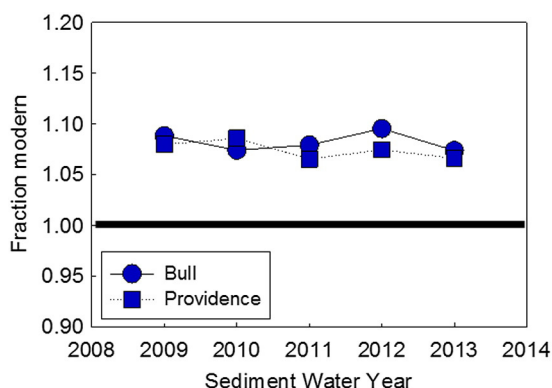 1.20
1.15
1.10
1.05
1.00
0.95
0.90
Fraction modern
Bull
Providence
2008 2009 2010 2011 2012 2013 2014
Sediment Water Year